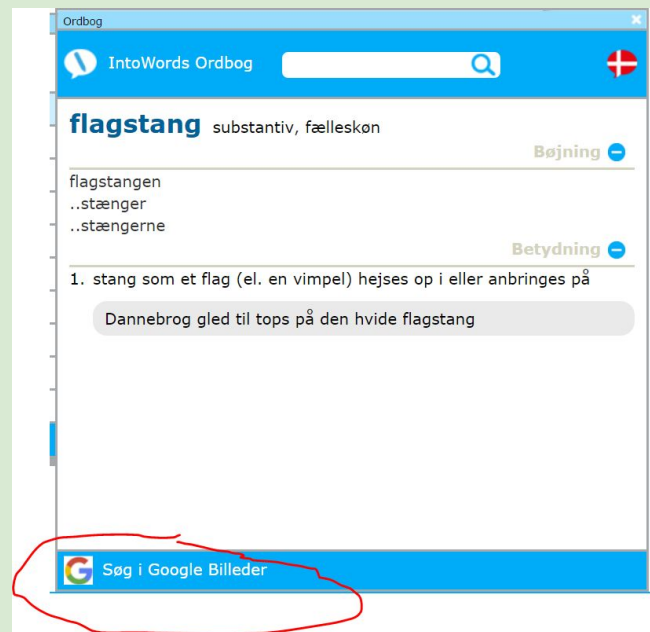 Ordbog
IntoWords Ordbog
flagstang substantiv, fælleskøn
Bøjning
flagstangen
..stænger
..stængerne
Betydning
1. stang som et flag (el. en vimpel) hejses op i eller anbringes på
Dannebrog gled til tops på den hvide flagstang
Søg i Google Billeder